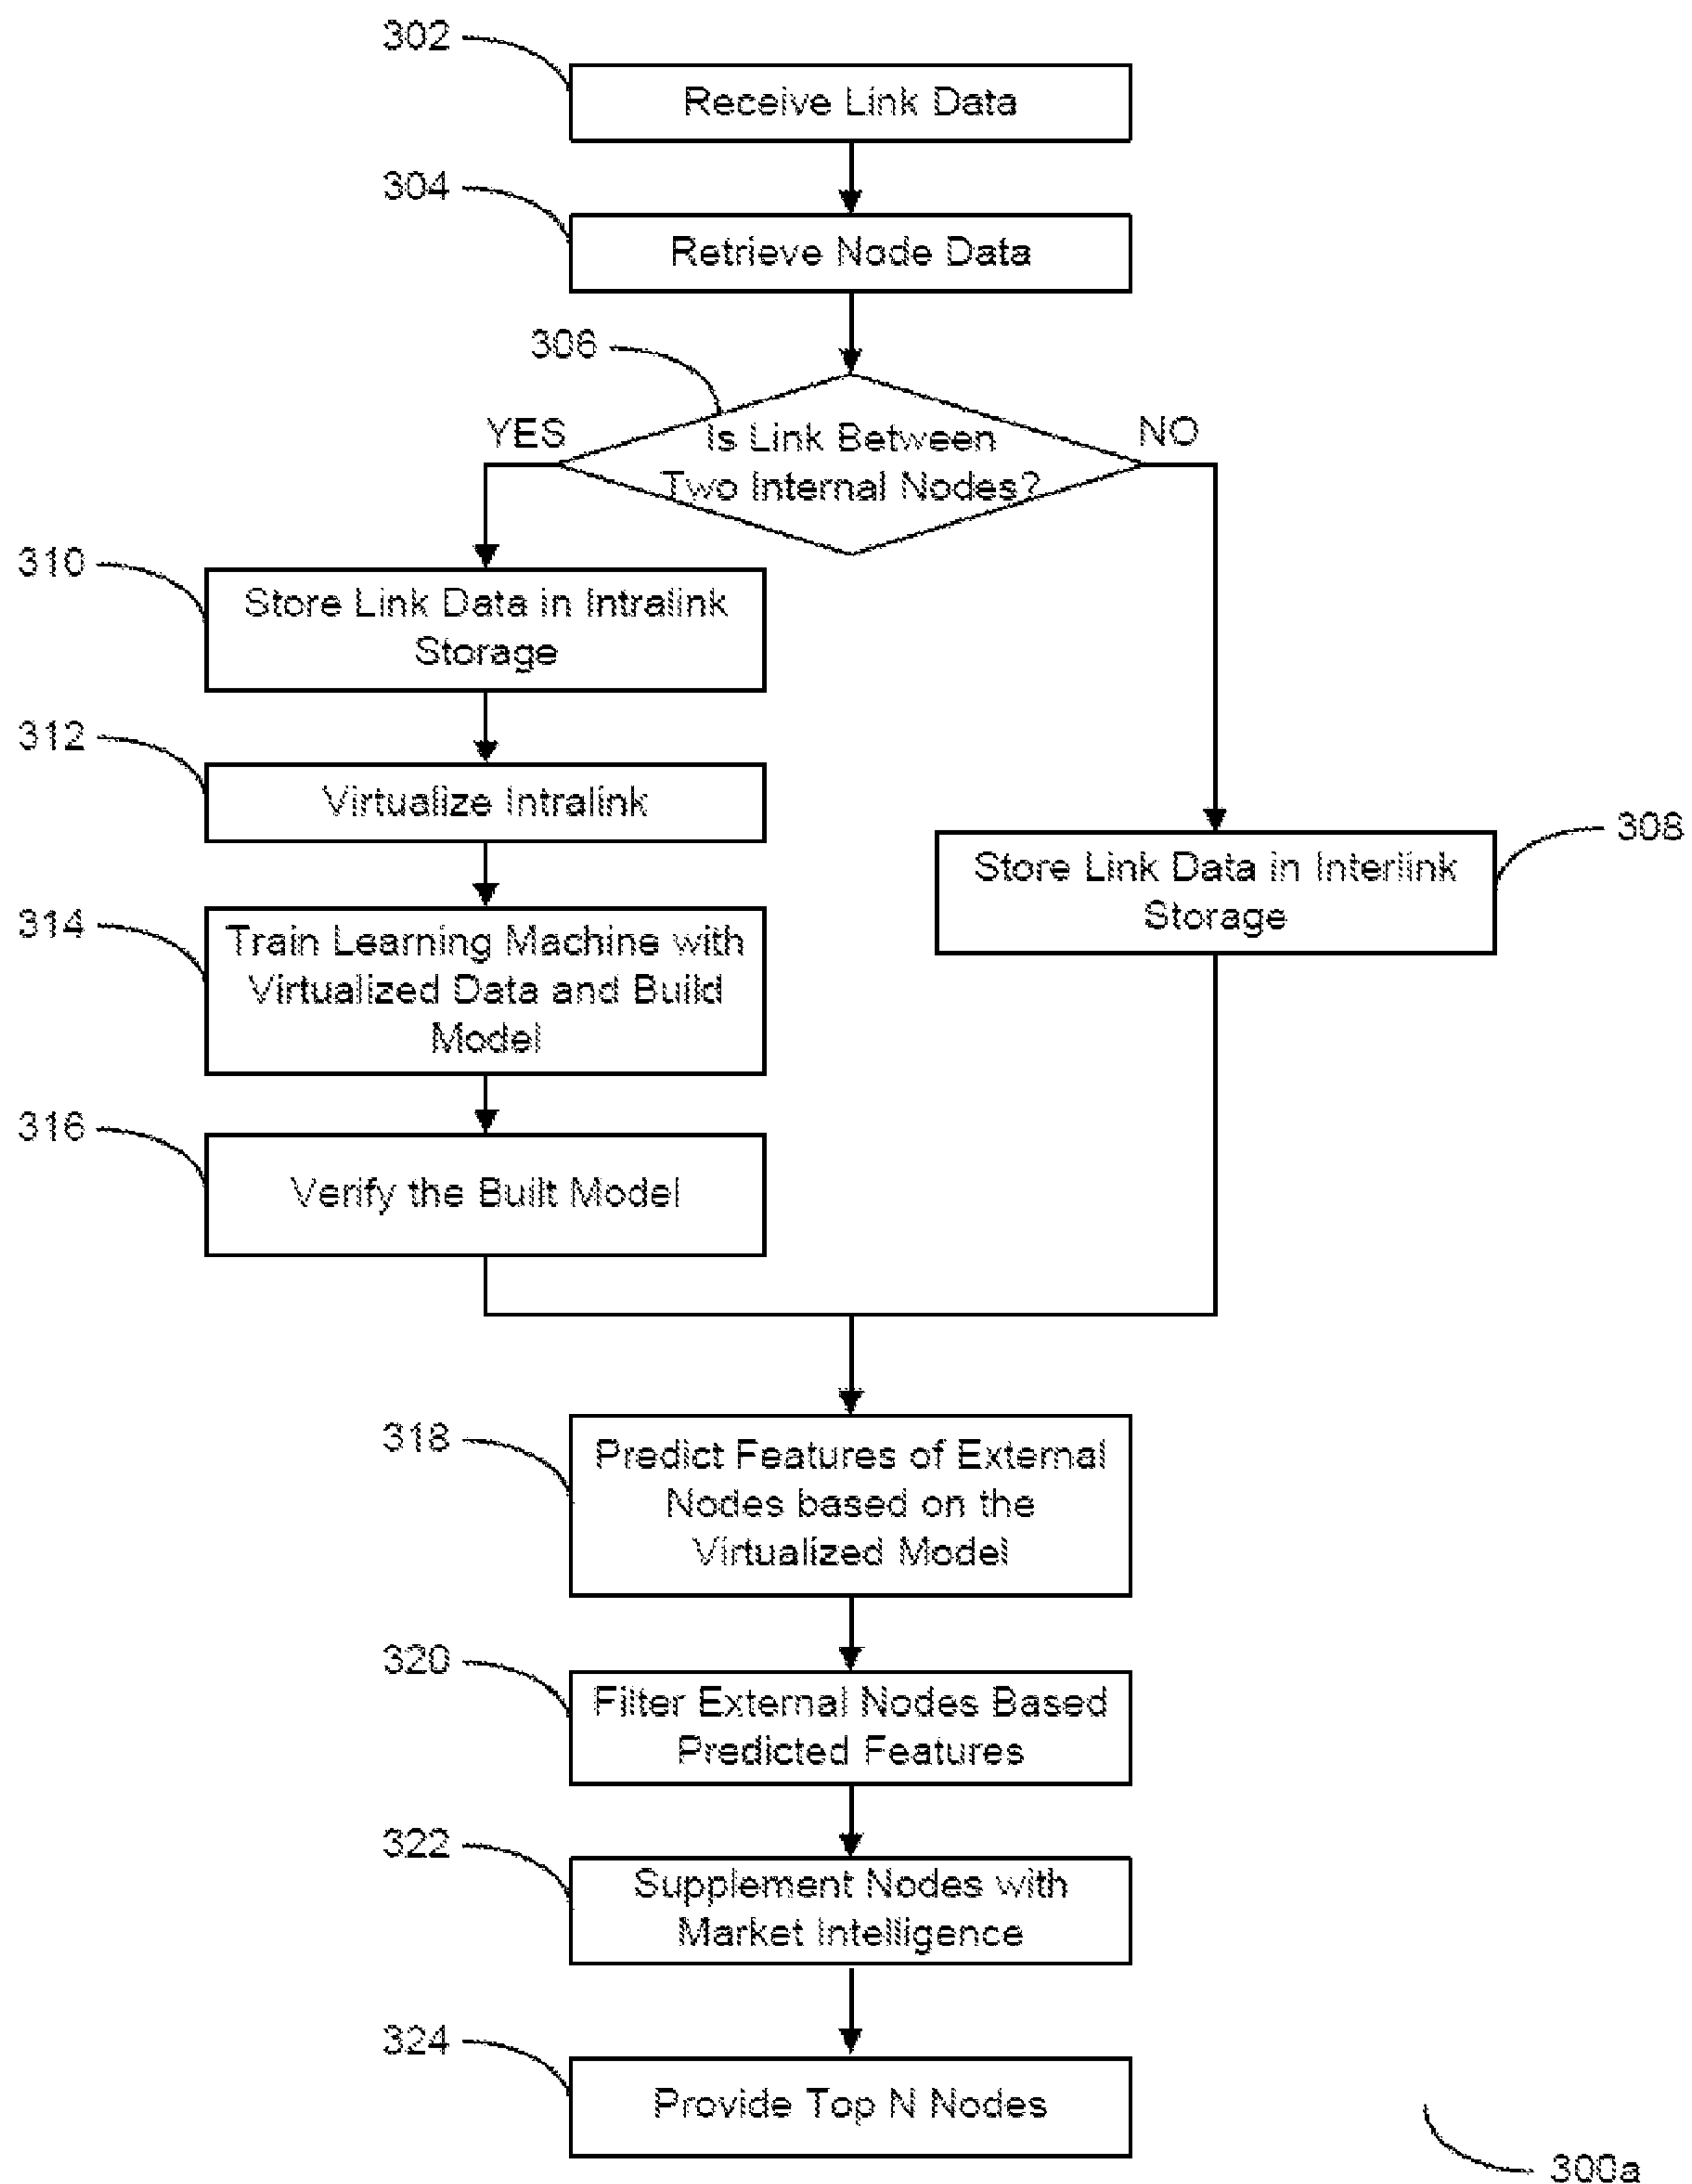 302
Receive Link Data
304
Retrieve Node Data
306
YES
Is Link Between
Two Internal Nodes?
NO
310
Store Link Data in Intralink
Storage
312
Virtualize Intralink
308
Store Link Data in Interlink
Storage
314
Train Learning Machine with
Virtualized Data and Build
Model
316
Verify the Built Model
318
Predict Features of External
Nodes based on the
Virtualized Model
320
Filter External Nodes Based
Predicted Features
322
Supplement Nodes with
Market Intelligence
324
Provide Top N Nodes
300a